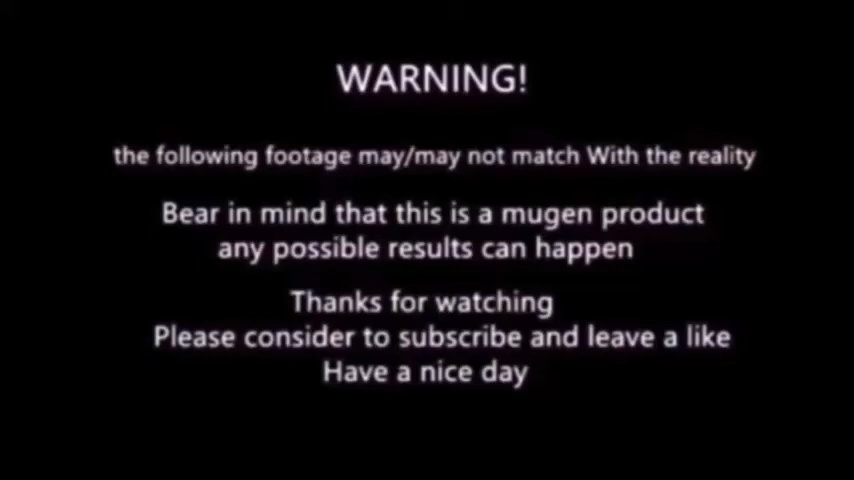 WARNING!
the following footage may/may not match With the reality
Bear in mind that this is a mugen product
any possible results can happen
Thanks for watching
Please consider to subscribe and leave a like
Have a nice day